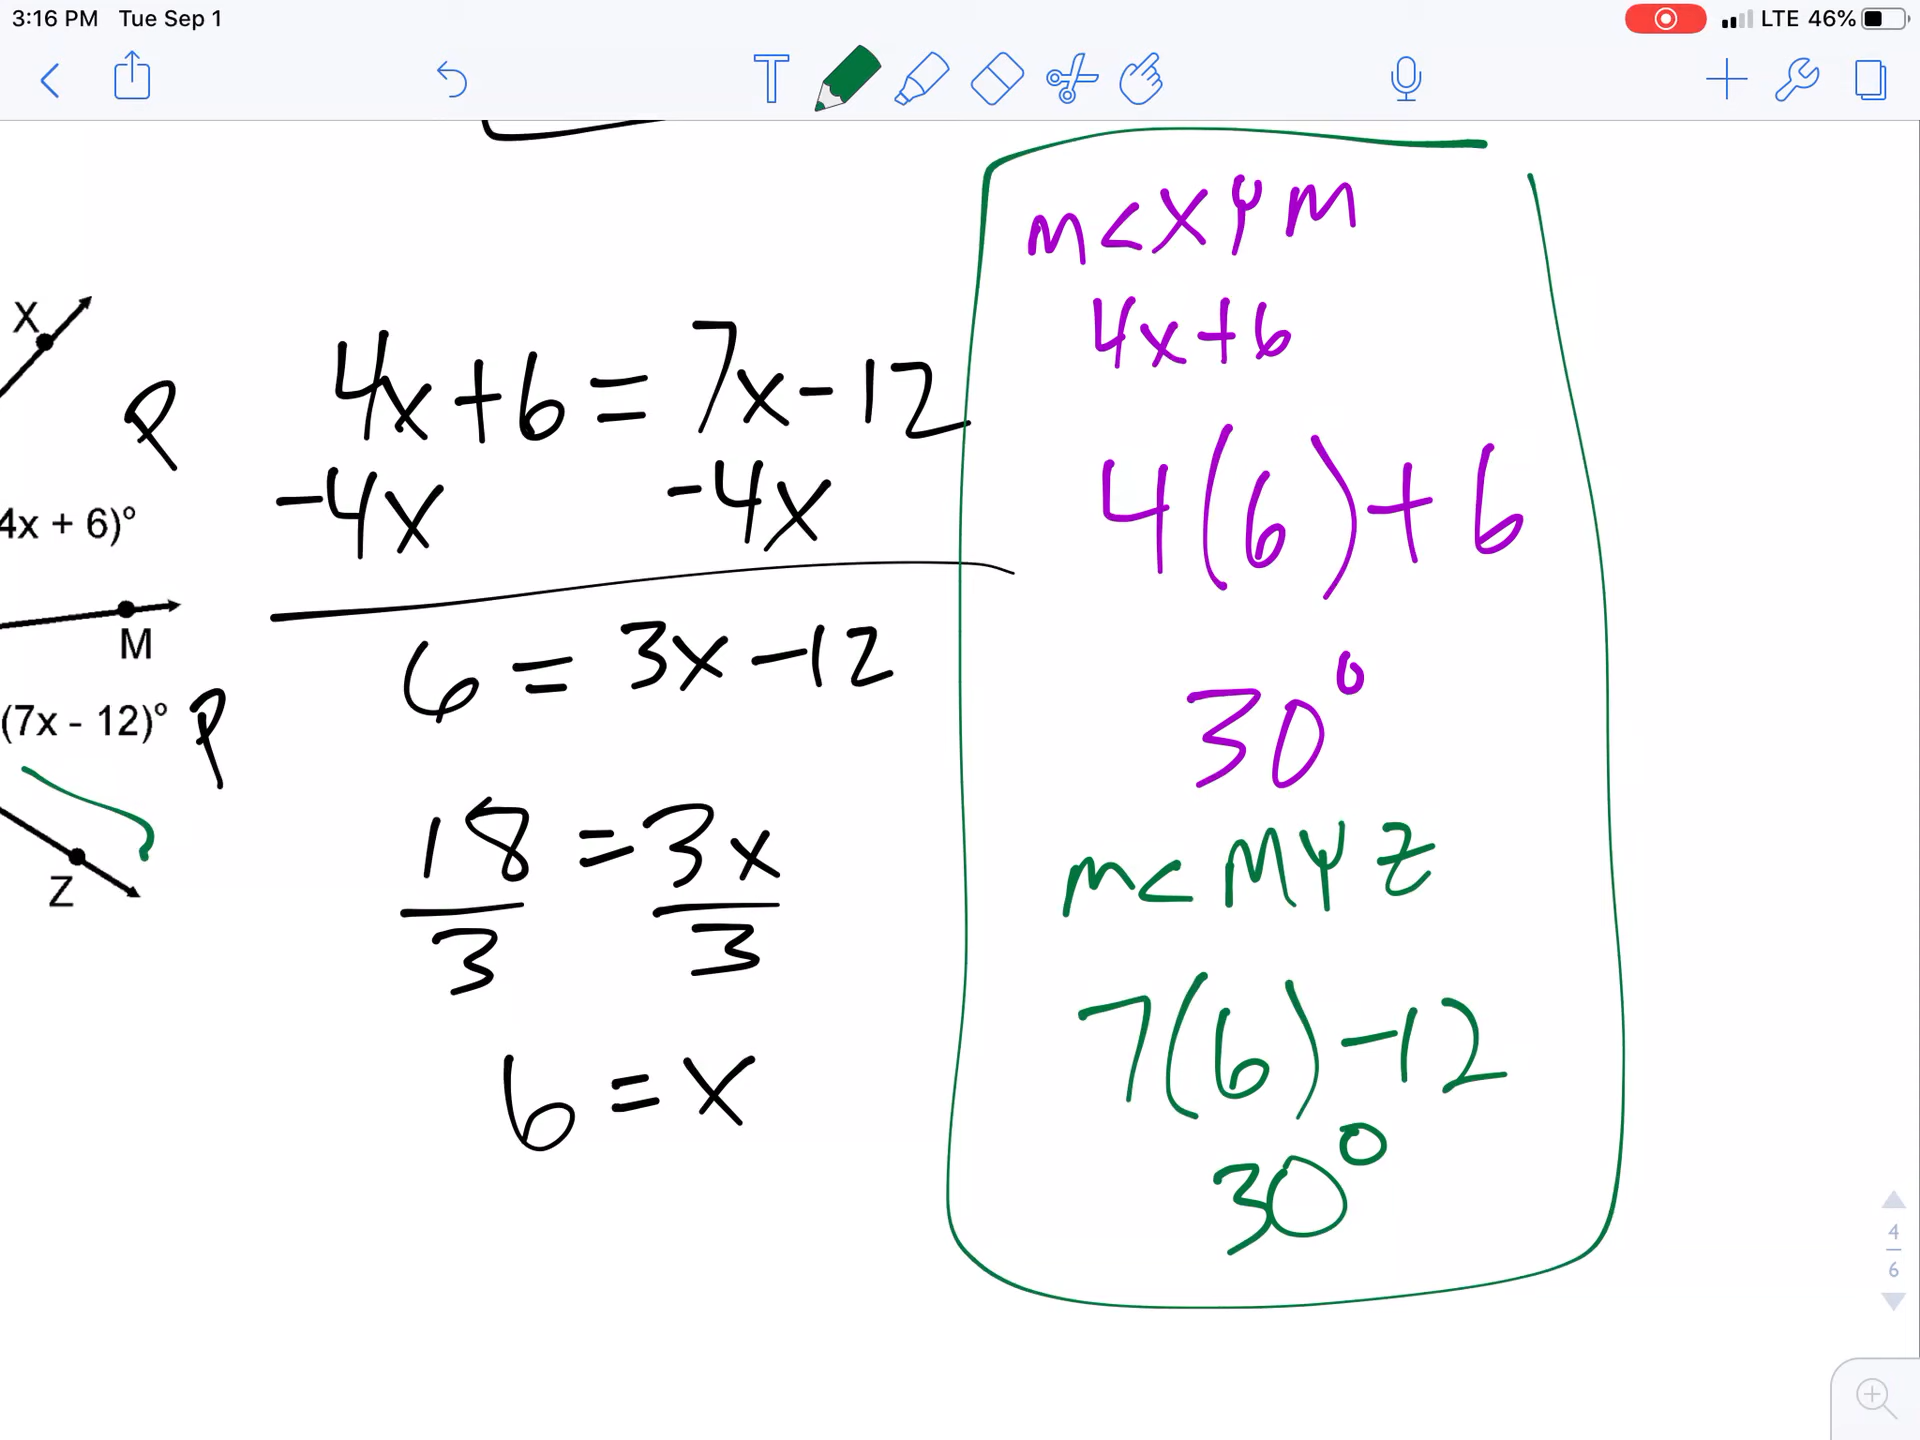 3:16 PM Tue Sep 1
LTE 46%
T
X
P
4x + 6)°
M
(7x - 12)° P
Z
4x+6=7x-12
-4x -4x
6=3x-12
18=3x
3 3
6=x
m<XYM
4x+6
4(6)+6
30°
m<MYZ
7(6)-12
30°
4
6